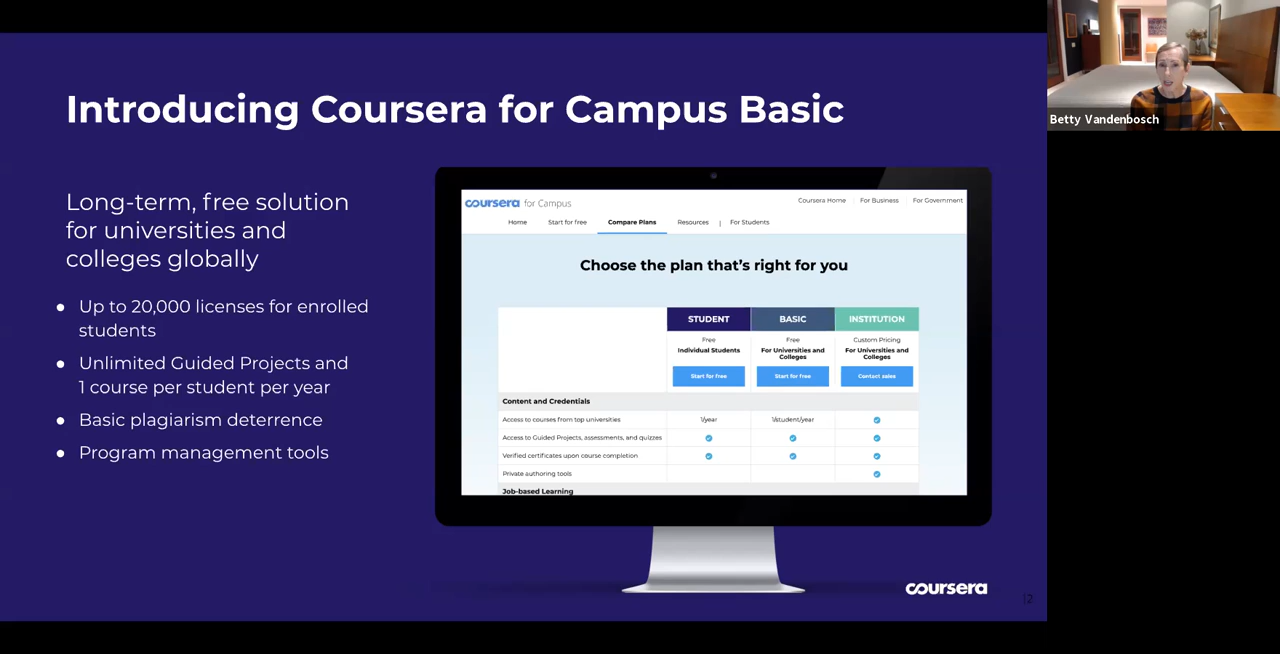 Introducing Coursera for Campus Basic
Long-term, free solution
for universities and
colleges globally
● Up to 20,000 licenses for enrolled
students
● Unlimited Guided Projects and
1 course per student per year
● Basic plagiarism deterrence
● Program management tools
coursera for Campus
Coursera Home
For Business
For Government
Home
Start for free
Compare Plans
Resources
|
For Students
Choose the plan that's right for you
STUDENT BASIC INSTITUTION
Free Free Custom Pricing
Individual Students For Universities and For Universities and
Colleges Colleges
Start for free Start for free Contact sales
Content and Credentials
Access to courses from top universities 1/year 1/student/year
Access to Guided Projects, assessments, and quizzes
Verified certificates upon course completion
Private authoring tools
Job-based Learning
coursera
Betty Vandenbosch